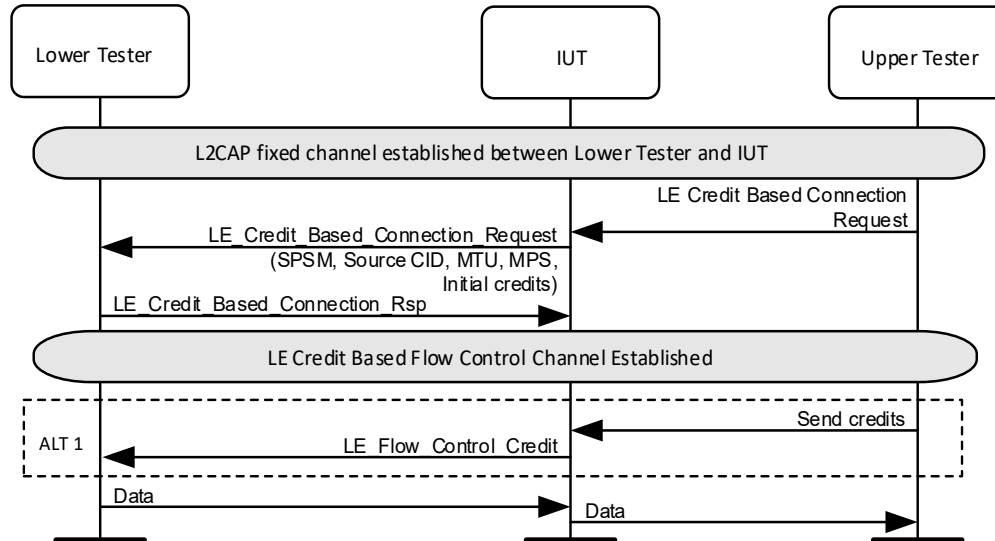 Lower Tester
IUT
Upper Tester
L2CAP fixed channel established between Lower Tester and IUT
LE Credit Based Connection
Request
LE_Credit_Based_Connection_Request
(SPSM, Source CID, MTU, MPS,
Initial credits)
LE_Credit_Based_Connection_Rsp
LE Credit Based Flow Control Channel Established
ALT 1
Send credits
LE_Flow_Control_Credit
Data
Data